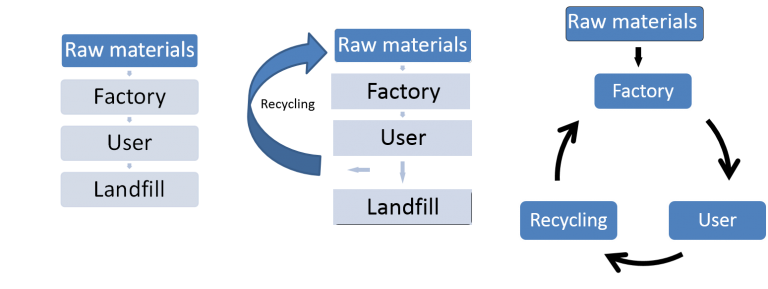 Raw materials
Factory
User
Landfill
Raw materials
Recycling
Factory
User
Landfill
Raw materials
Factory
Recycling
User